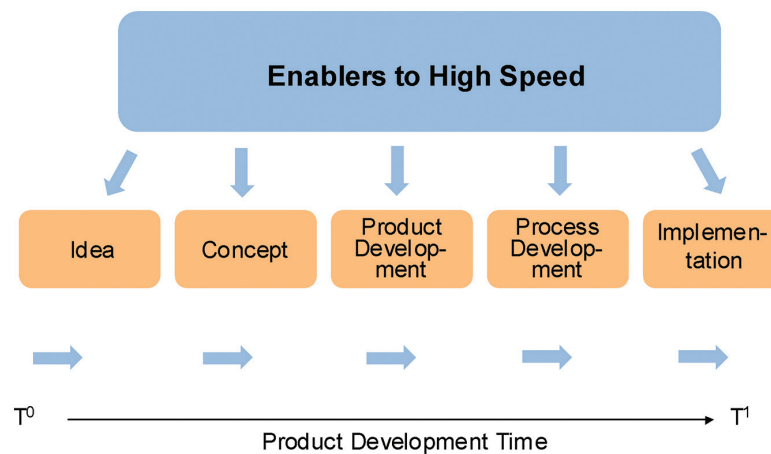 Enablers to High Speed
Idea
Concept
Product
Develop-
ment
Process
Develop-
ment
Implemen-
tation
T⁰
T¹
Product Development Time